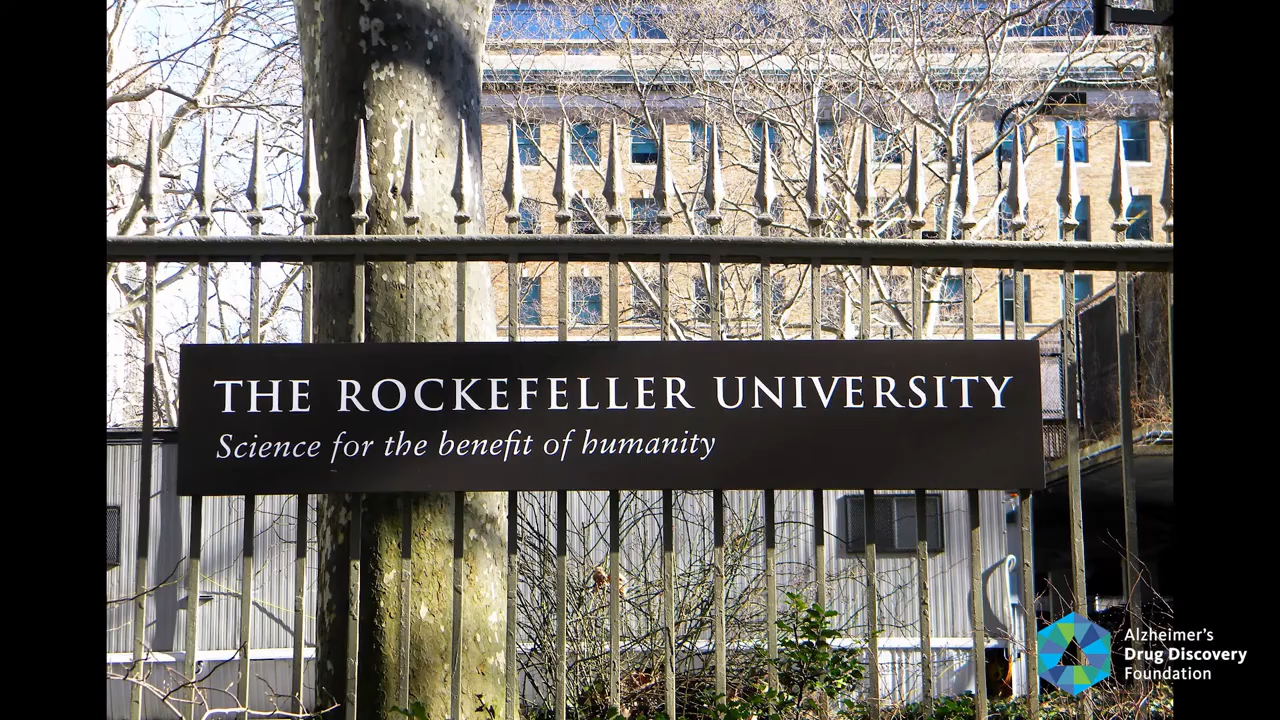 THE ROCKEFELLER UNIVERSITY
Science for the benefit of humanity
Alzheimer's
Drug Discovery
Foundation